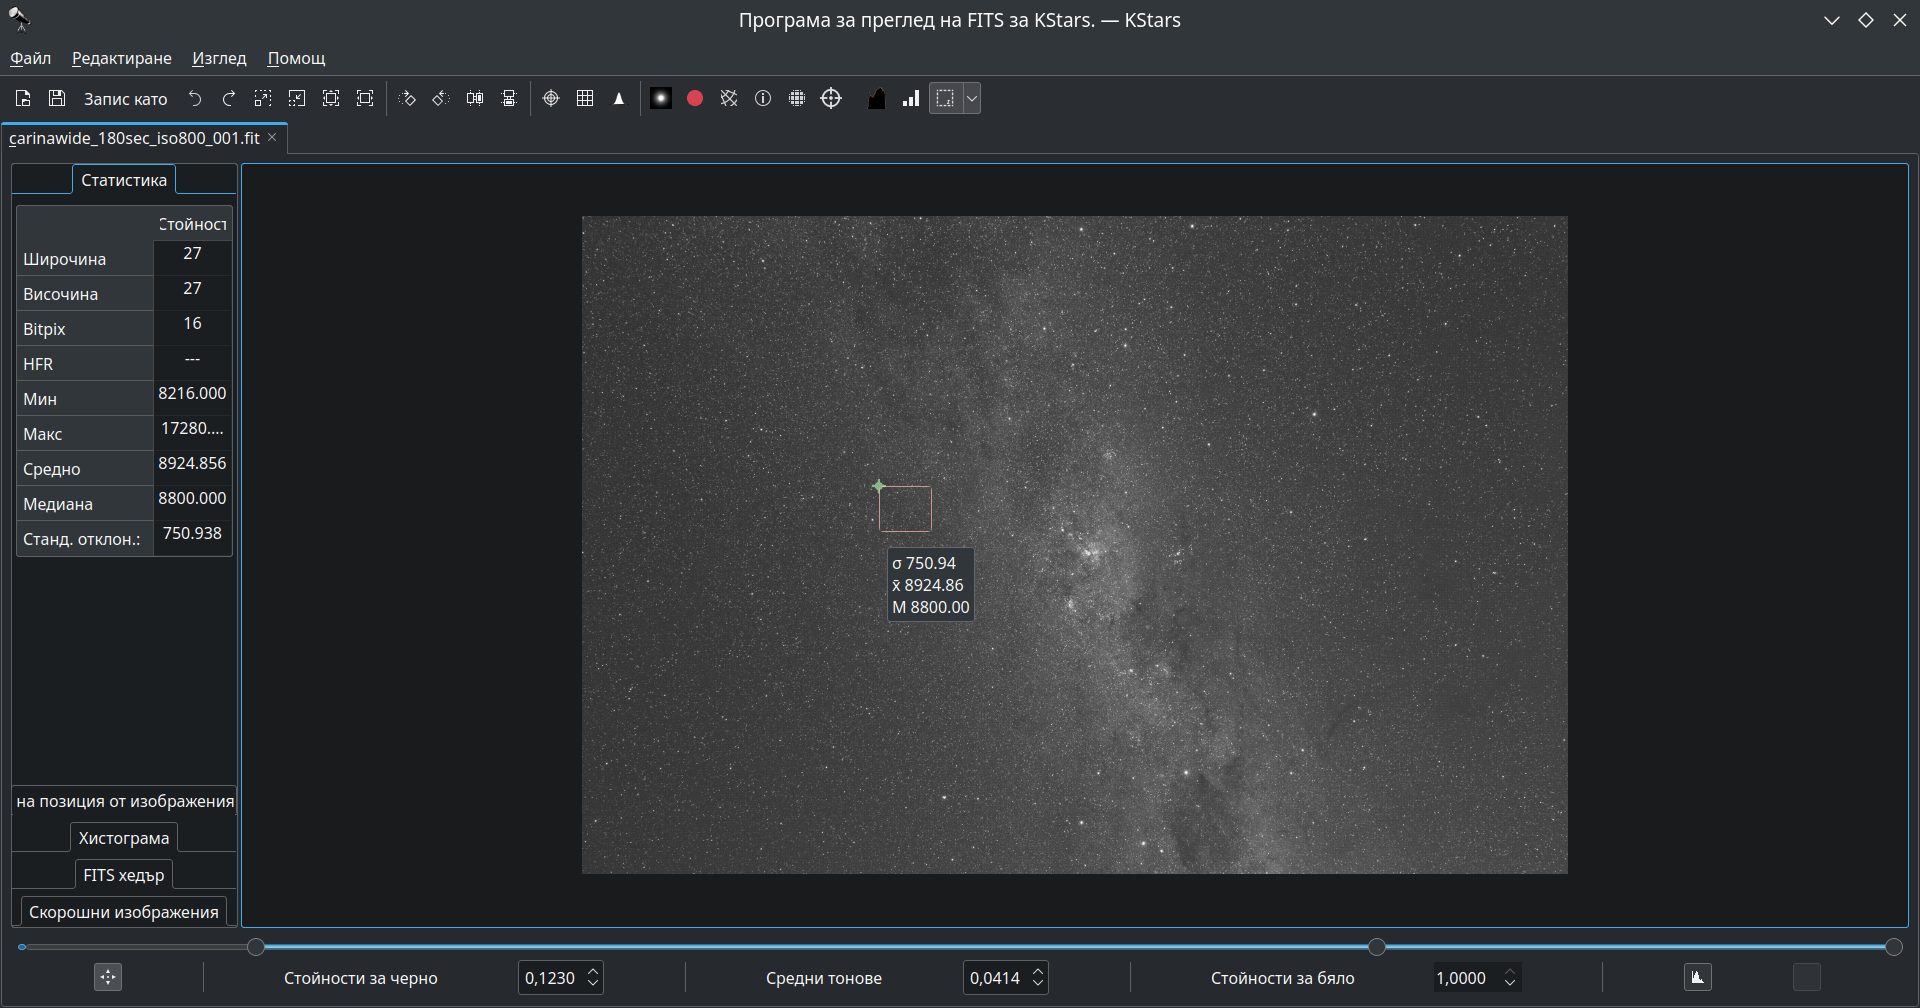 Програма за преглед на FITS за KStars. — KStars
Файл Редактиране Изглед Помощ
Запис като
carinawide_180sec_iso800_001.fit
Статистика
Стойност
Широчина 27
Височина 27
Bitpix 16
HFR ---
Мин 8216.000
Макс 17280....
Средно 8924.856
Медиана 8800.000
Станд. отклон.: 750.938
σ 750.94
x̄ 8924.86
M 8800.00
на позиция от изображения
Хистограма
FITS хедър
Скорошни изображения
Стойности за черно 0,1230 Средни тонове 0,0414 Стойности за бяло 1,0000